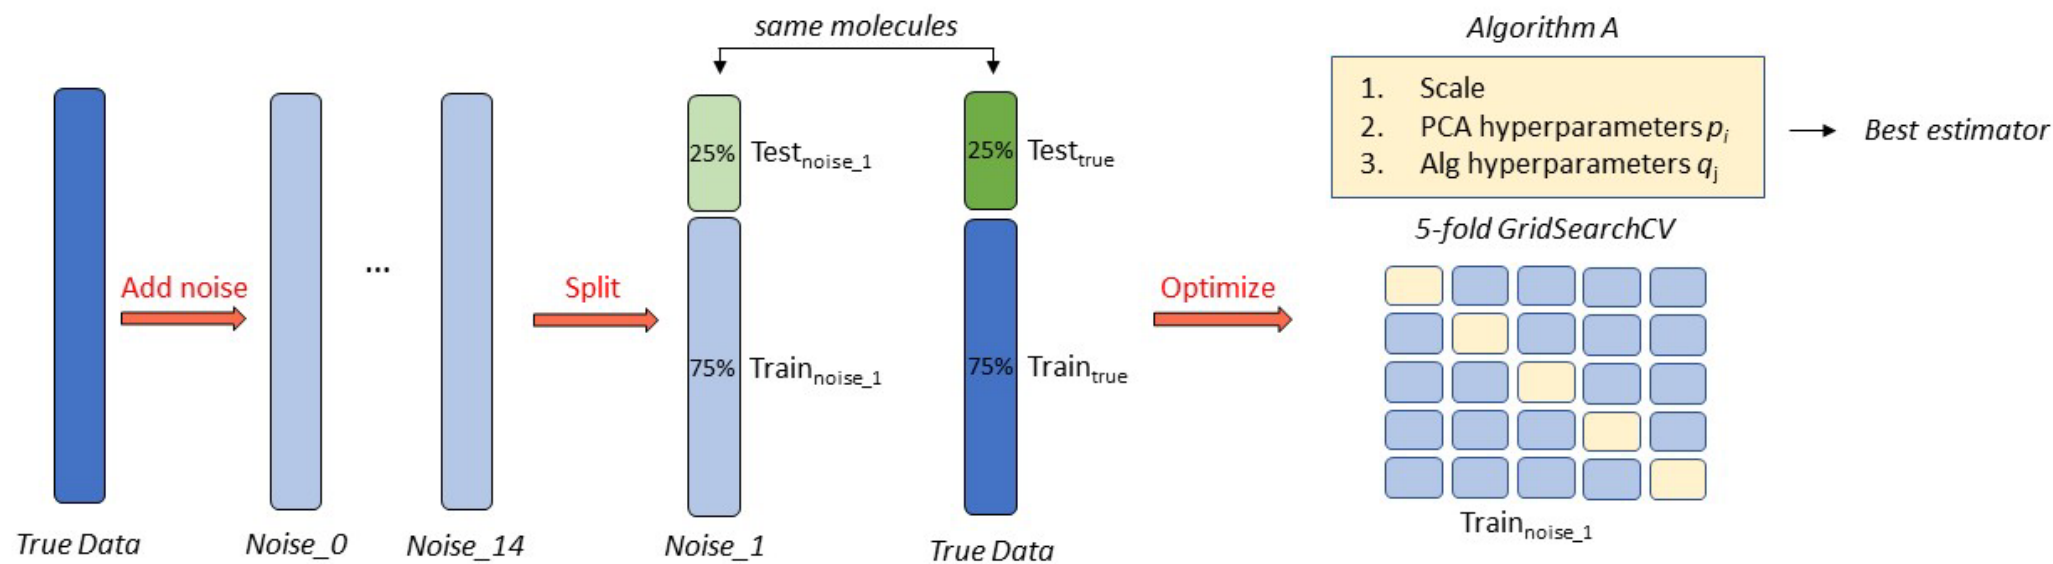 same molecules
Algorithm A
1. Scale
2. PCA hyperparameters pi
3. Alg hyperparameters qj
Best estimator
25%
Testnoise_1
25%
Testtrue
5-fold GridSearchCV
...
Add noise
Split
Optimize
75%
Trainnoise_1
75%
Traintrue
Trainnoise_1
True Data
Noise_0
Noise_14
Noise_1
True Data